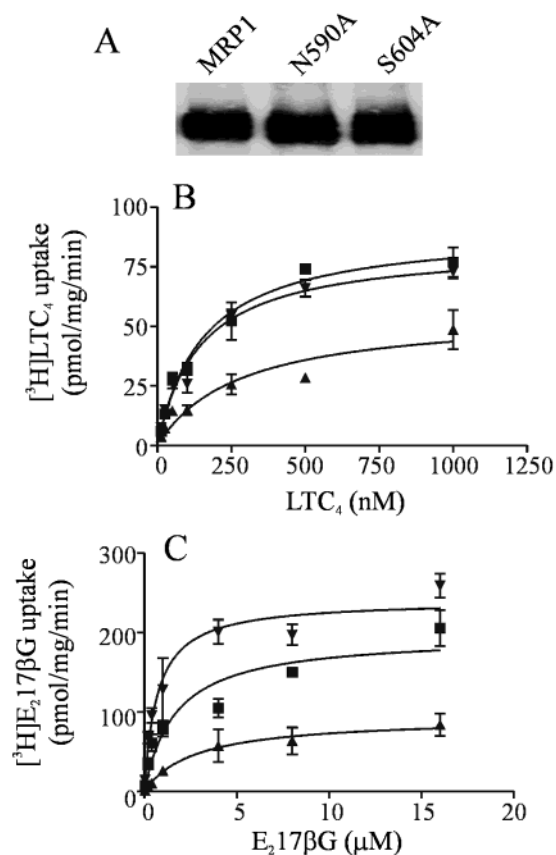 A
MRP1
N590A
S604A
B
[³H]LTC₄ uptake
(pmol/mg/min)
100
75
50
25
0
0
250
500
750
1000
1250
LTC₄ (nM)
C
[³H]E₂17βG uptake
(pmol/mg/min)
300
200
100
0
0
5
10
15
20
E₂17βG (μM)